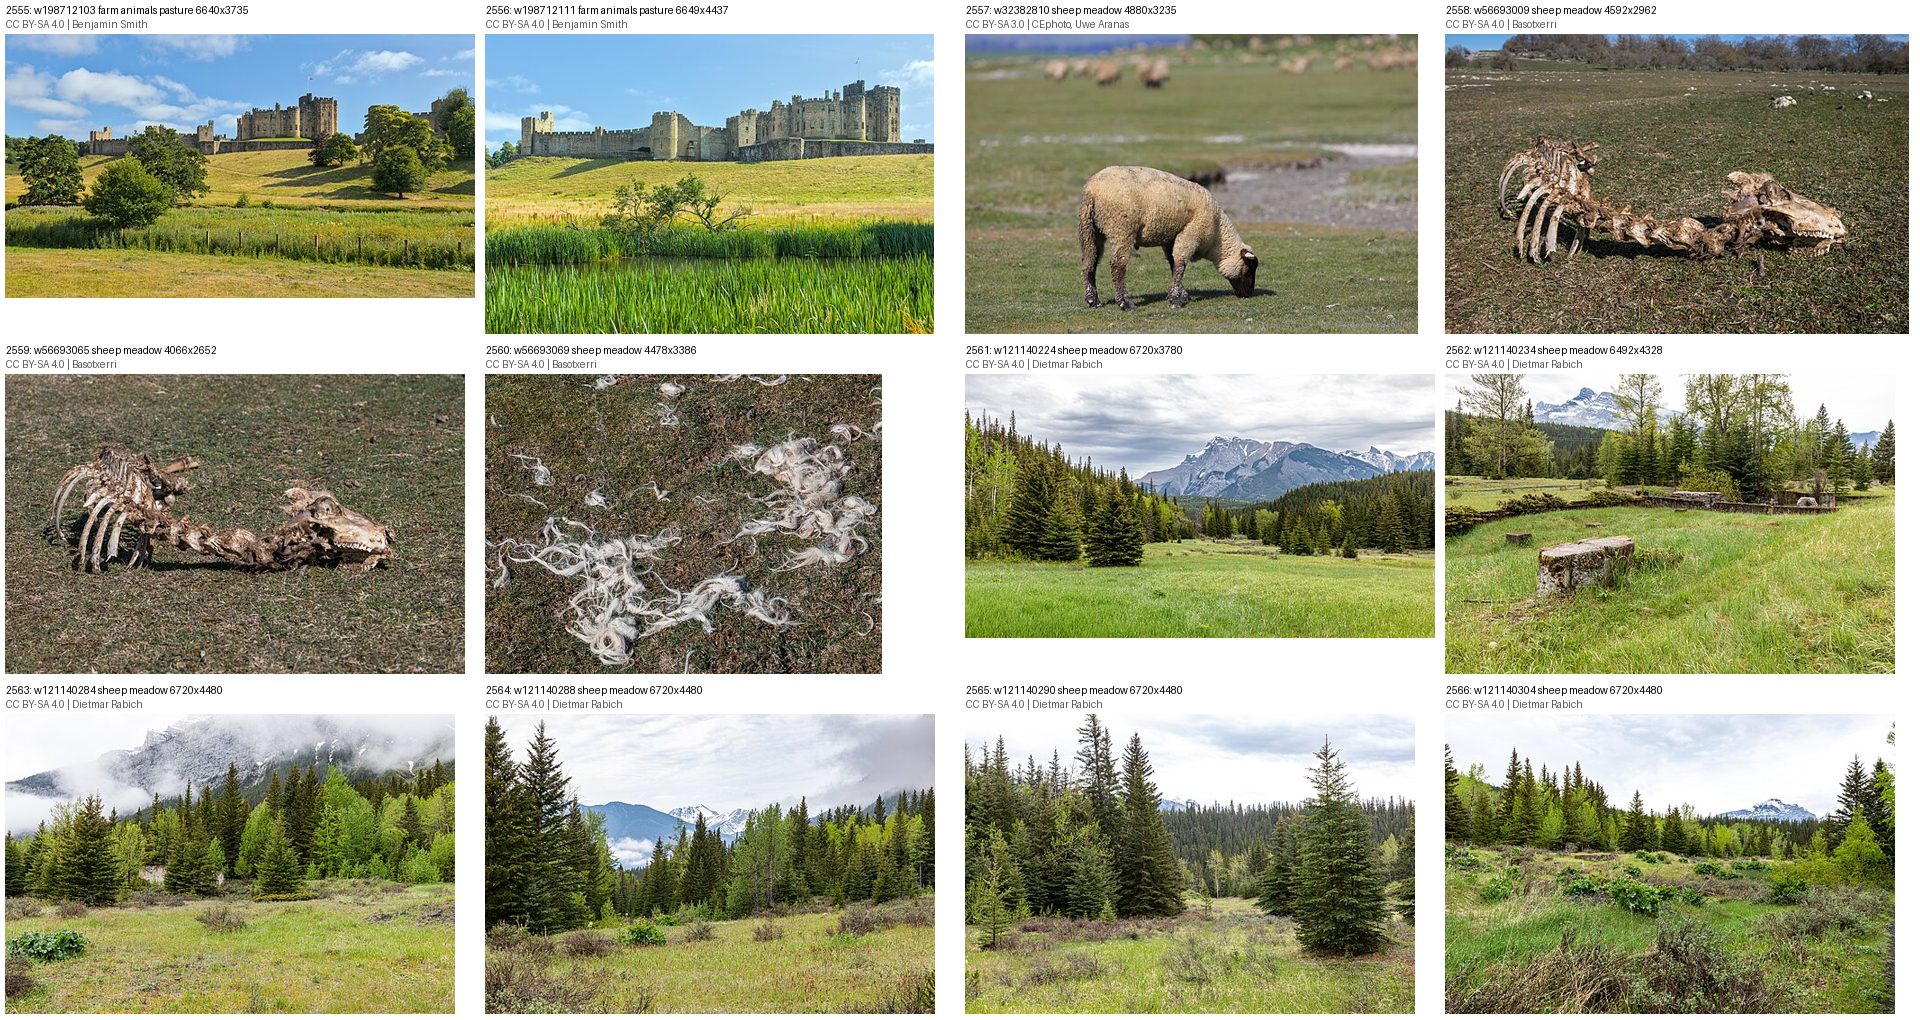 2555: w198712103 farm animals pasture 6640x3735
CC BY-SA 4.0 | Benjamin Smith
2556: w198712111 farm animals pasture 6649x4437
CC BY-SA 4.0 | Benjamin Smith
2557: w32382810 sheep meadow 4880x3235
CC BY-SA 3.0 | CEphoto, Uwe Aranas
2558: w56693009 sheep meadow 4592x2962
CC BY-SA 4.0 | Basotxerri
2559: w56693065 sheep meadow 4066x2652
CC BY-SA 4.0 | Basotxerri
2560: w56693069 sheep meadow 4478x3386
CC BY-SA 4.0 | Basotxerri
2561: w121140224 sheep meadow 6720x3780
CC BY-SA 4.0 | Dietmar Rabich
2562: w121140234 sheep meadow 6492x4328
CC BY-SA 4.0 | Dietmar Rabich
2563: w121140284 sheep meadow 6720x4480
CC BY-SA 4.0 | Dietmar Rabich
2564: w121140288 sheep meadow 6720x4480
CC BY-SA 4.0 | Dietmar Rabich
2565: w121140290 sheep meadow 6720x4480
CC BY-SA 4.0 | Dietmar Rabich
2566: w121140304 sheep meadow 6720x4480
CC BY-SA 4.0 | Dietmar Rabich